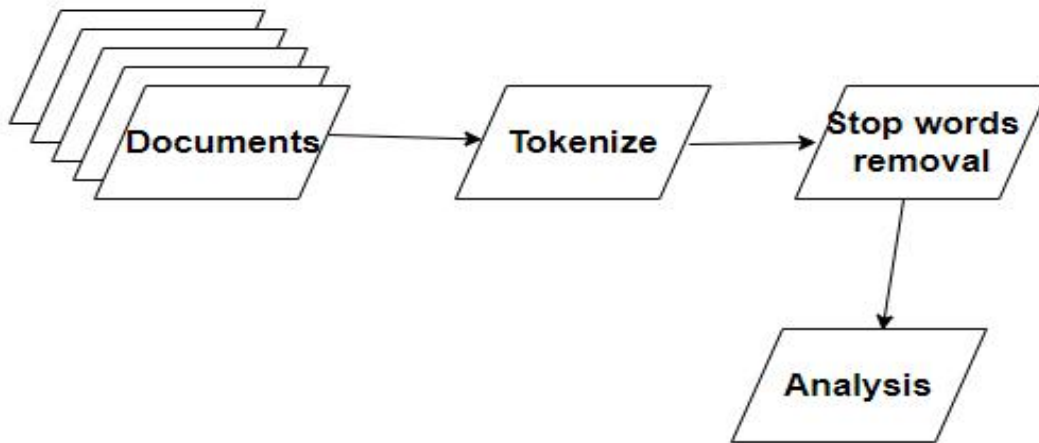 Documents
Tokenize
Stop words
removal
Analysis